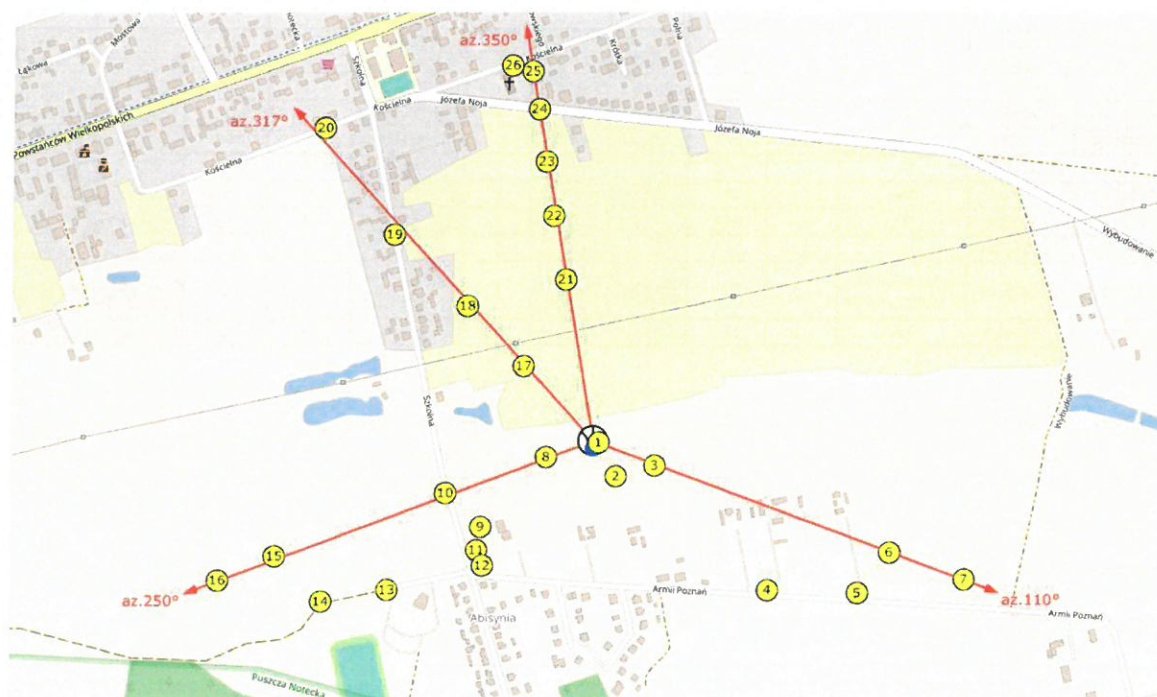 Mostowa
Łąkowa
Szkolna
az.350°
Kościelna
Polna
Krótka
26
25
24
Kościelna
Józefa Noja
Józefa Noja
az.317°
20
Powstańców Wielkopolskich
Kościelna
23
22
19
Wybudowanie
21
18
17
Szkolna
Wybudowanie
1
8
3
2
10
9
11
12
6
15
16
7
az.250°
14
13
4
5
Armii Poznań
az.110°
Armii Poznań
Abisynia
Puszcza Notecka